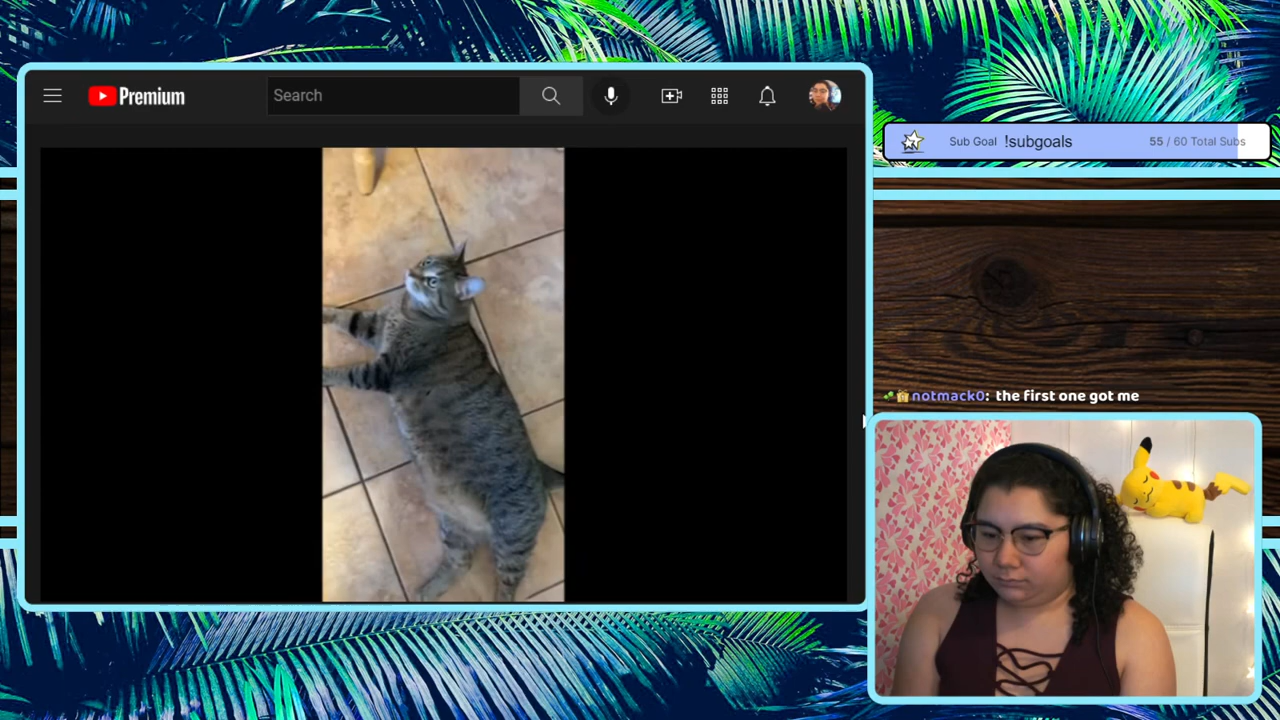 Premium
Search
Sub Goal !subgoals 55 / 60 Total Subs
notmack0: the first one got me